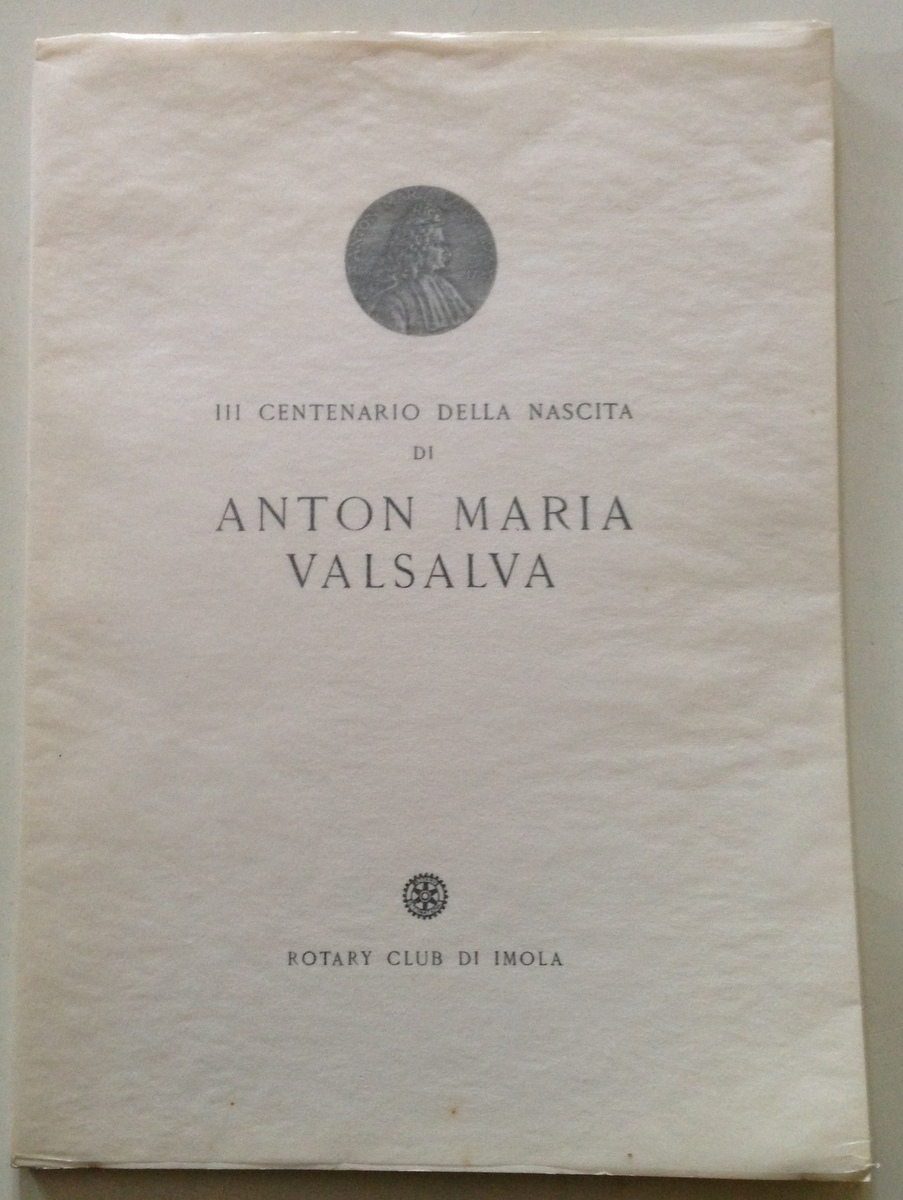 III CENTENARIO DELLA NASCITA
DI
ANTON MARIA
VALSALVA
ROTARY CLUB DI IMOLA